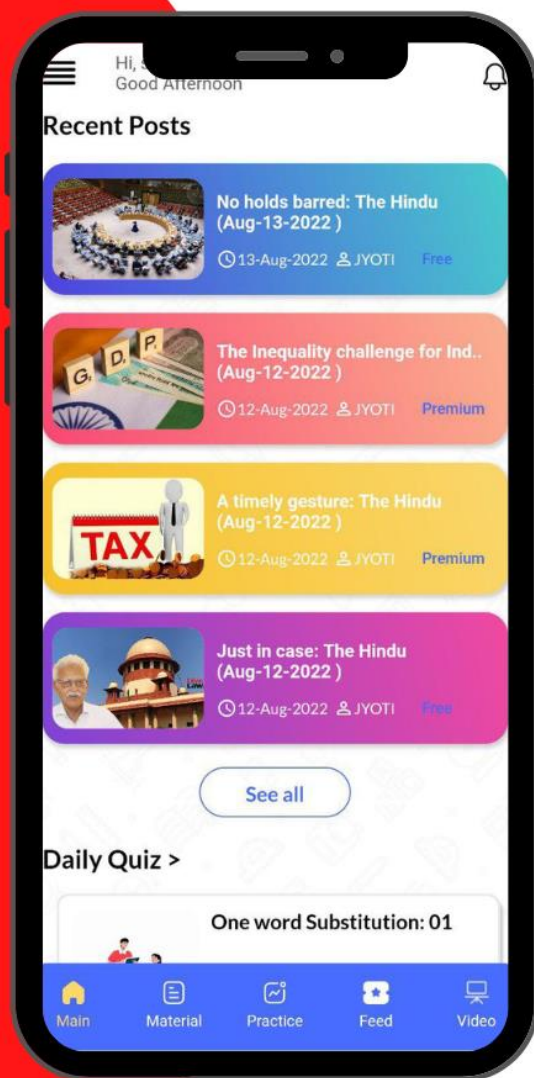 Hi,
Good Afternoon
Recent Posts
No holds barred: The Hindu
(Aug-13-2022 )
13-Aug-2022 JYOTI Free
G D P
The Inequality challenge for Ind..
(Aug-12-2022 )
12-Aug-2022 JYOTI Premium
TAX
A timely gesture: The Hindu
(Aug-12-2022 )
12-Aug-2022 JYOTI Premium
Just in case: The Hindu
(Aug-12-2022 )
12-Aug-2022 JYOTI Free
See all
Daily Quiz >
One word Substitution: 01
Main Material Practice Feed Video